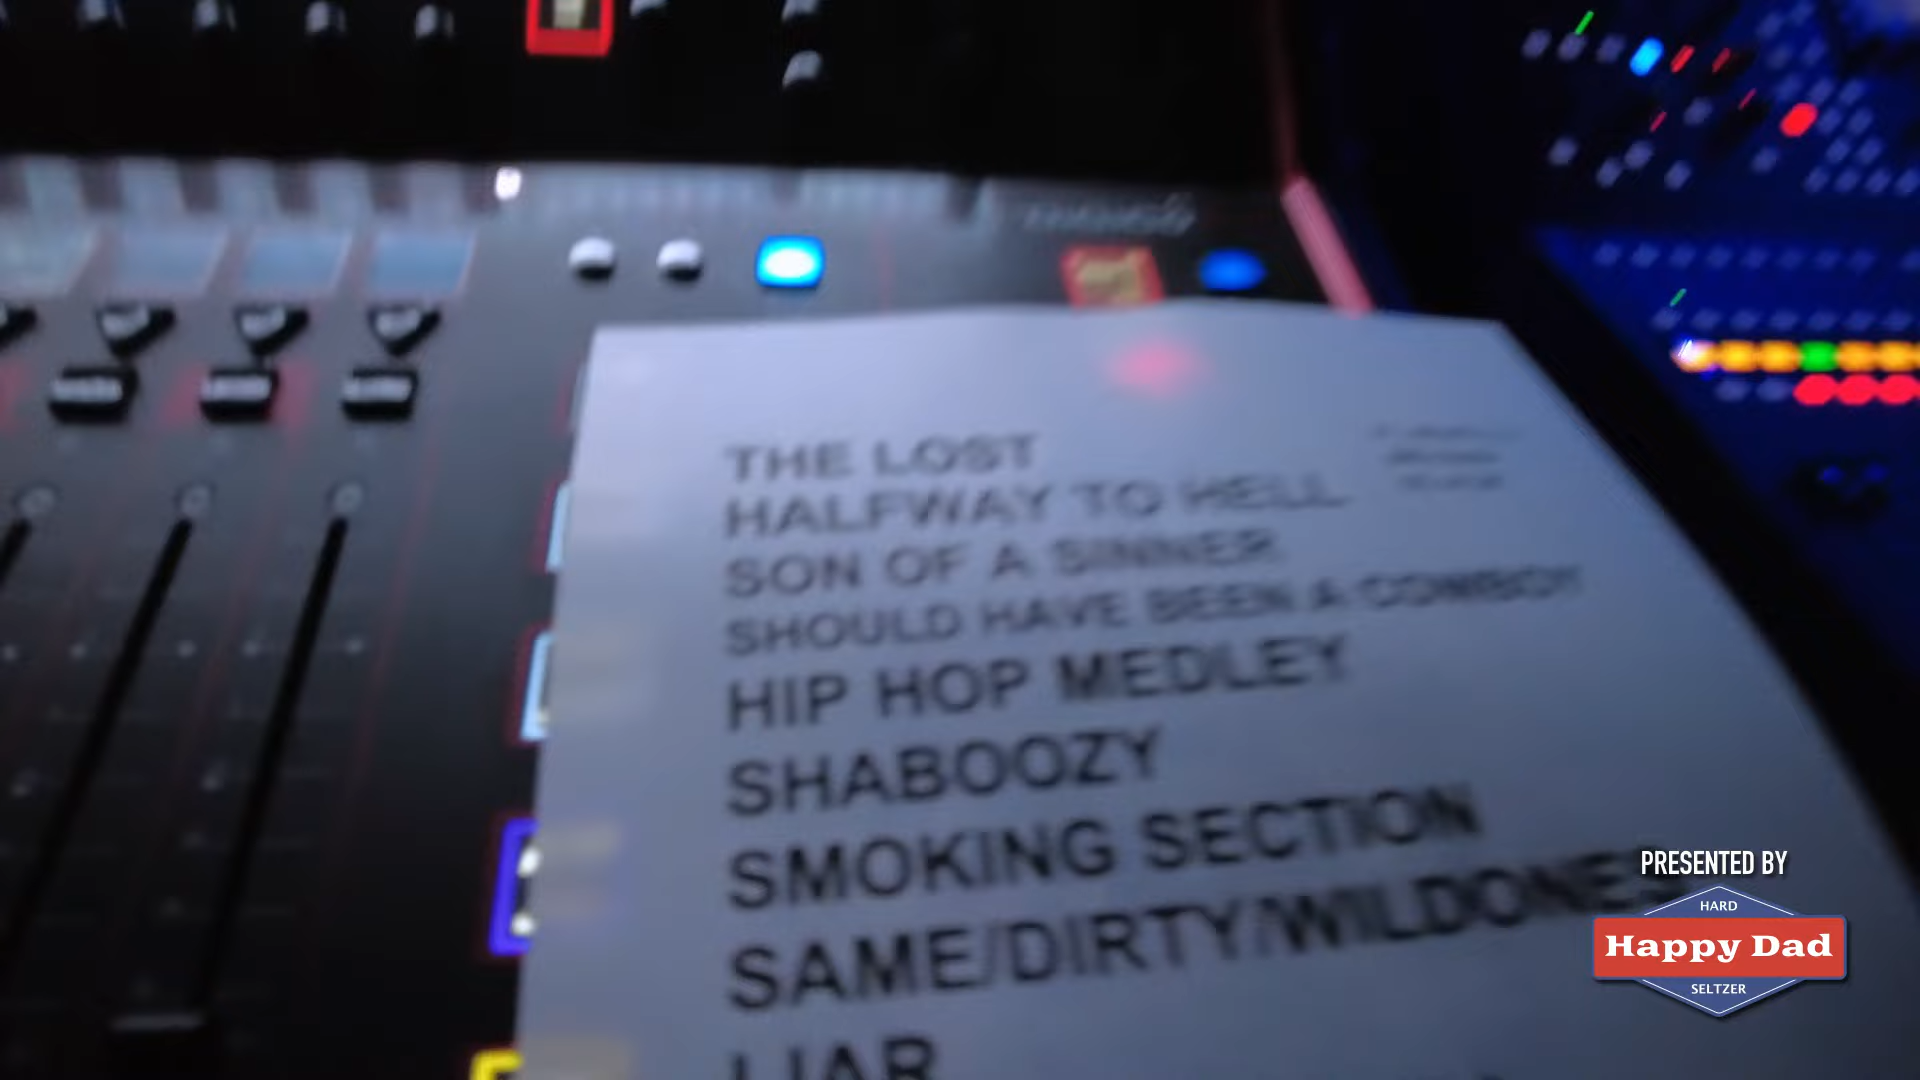 THE LOST
HALFWAY TO HELL
SON OF A SINNER
SHOULD HAVE BEEN A COWBOY
HIP HOP MEDLEY
SHABOOZY
SMOKING SECTION
SAME/DIRTY/WILDONES
LIAR
PRESENTED BY
HARD
Happy Dad
SELTZER